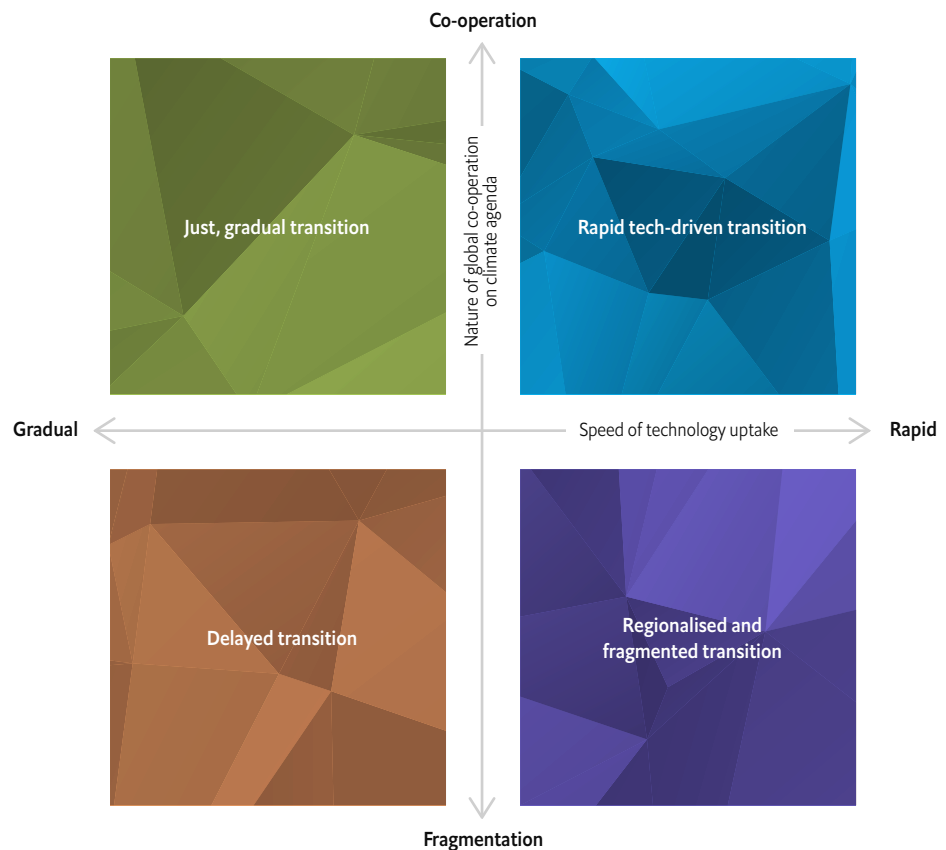 Co-operation
Just, gradual transition
Nature of global co-operation
on climate agenda
Rapid tech-driven transition
Gradual
Speed of technology uptake
Rapid
Delayed transition
Regionalised and
fragmented transition
Fragmentation